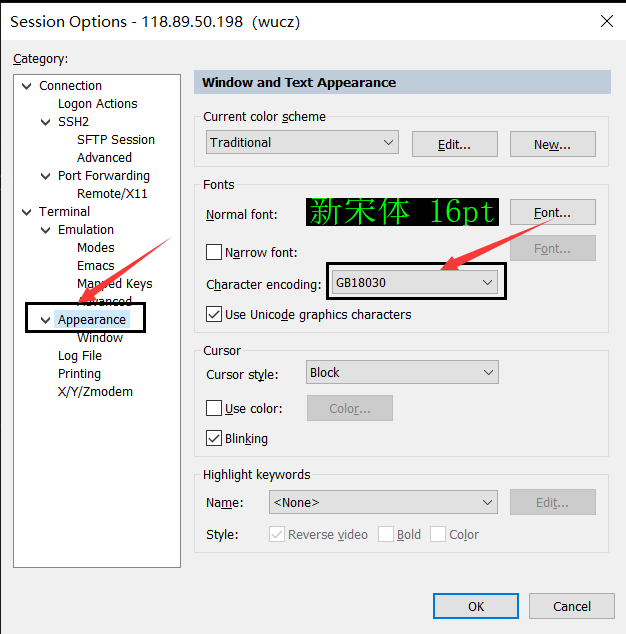 Session Options - 118.89.50.198 (wucz)
Category:
Connection
Logon Actions
SSH2
SFTP Session
Advanced
Port Forwarding
Remote/X11
Terminal
Emulation
Modes
Emacs
Mapped Keys
Advanced
Appearance
Window
Log File
Printing
X/Y/Zmodem
Window and Text Appearance
Current color scheme
Traditional
Edit...
New...
Fonts
Normal font:
新宋体 16pt
Font...
Narrow font:
Font...
Character encoding:
GB18030
Use Unicode graphics characters
Cursor
Cursor style:
Block
Use color:
Color...
Blinking
Highlight keywords
Name:
<None>
Edit...
Style:
Reverse video
Bold
Color
OK
Cancel